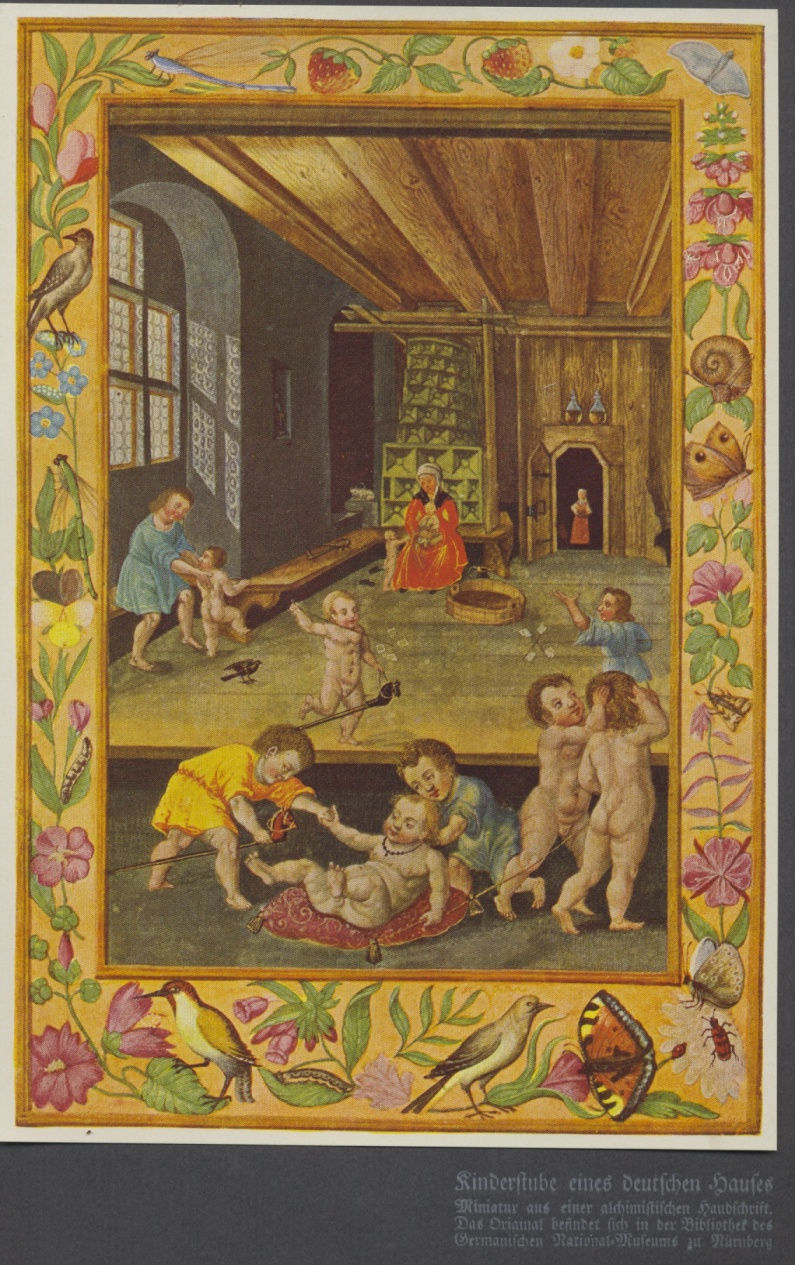 Kinderstube eines deutschen Hauses
Miniatur aus einer alchimistischen Handschrift.
Das Original befindet sich in der Bibliothek des
Germanischen National-Museums zu Nürnberg